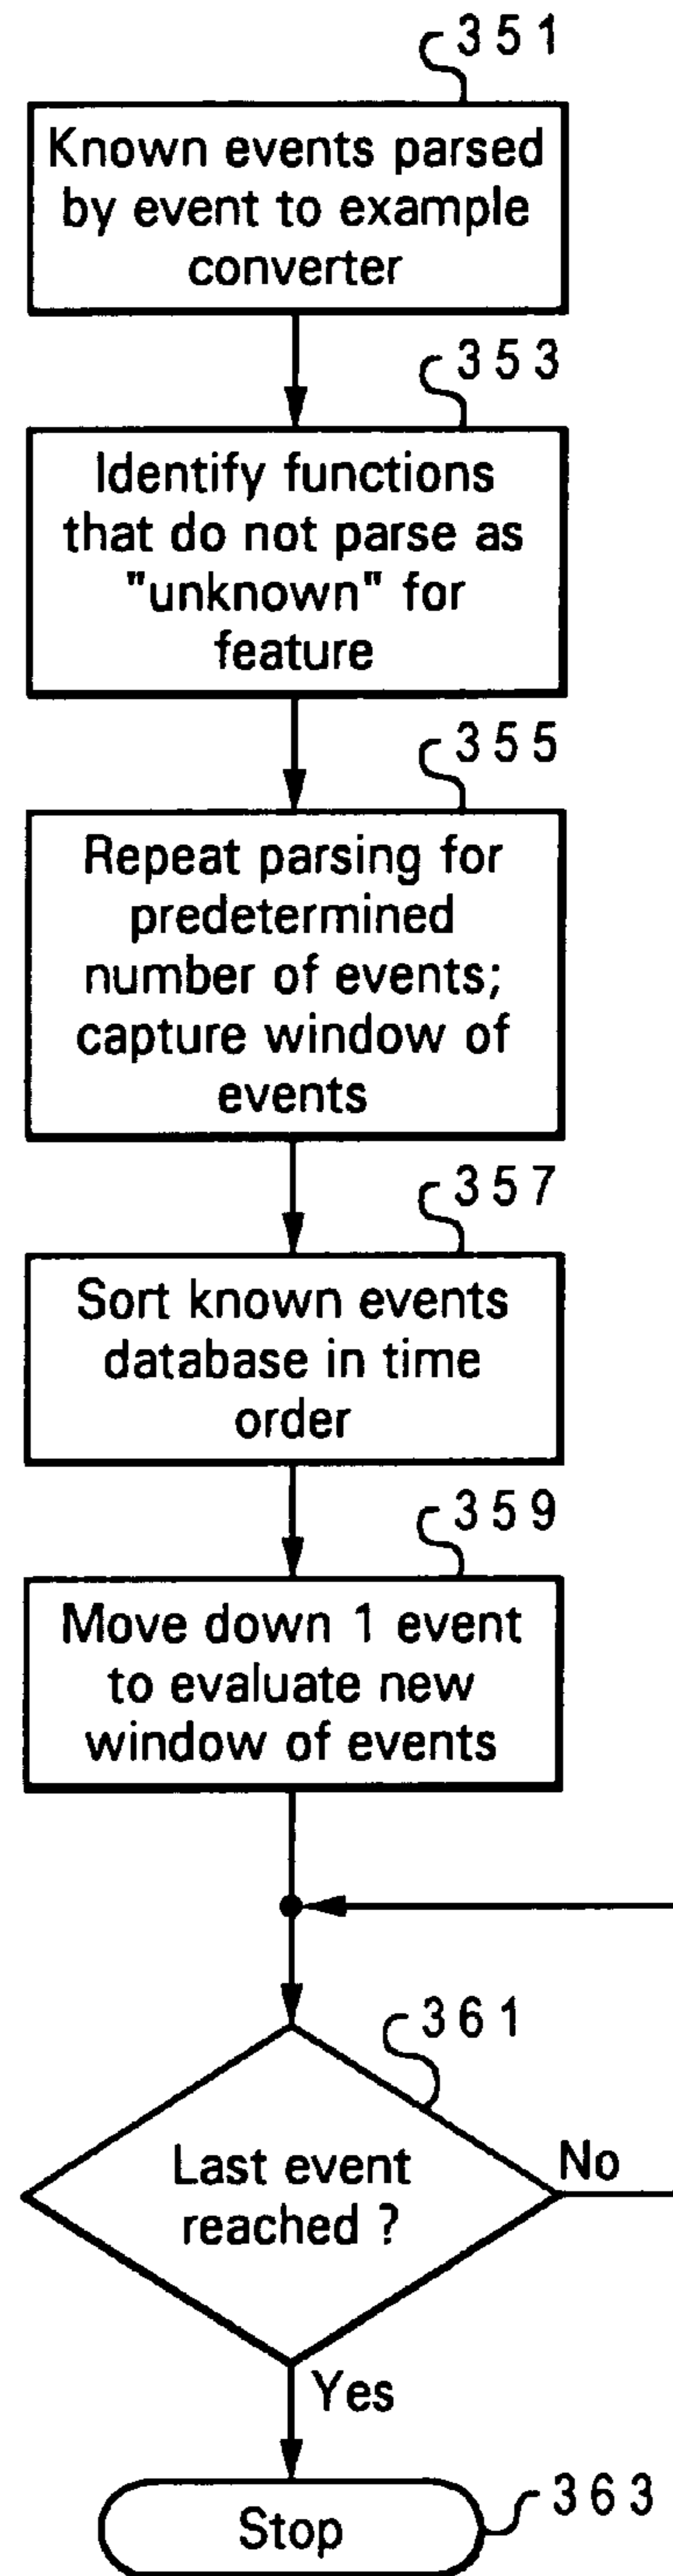 351
Known events parsed
by event to example
converter
353
Identify functions
that do not parse as
"unknown" for
feature
355
Repeat parsing for
predetermined
number of events;
capture window of
events
357
Sort known events
database in time
order
359
Move down 1 event
to evaluate new
window of events
361
Last event
reached ?
No
Yes
Stop
363